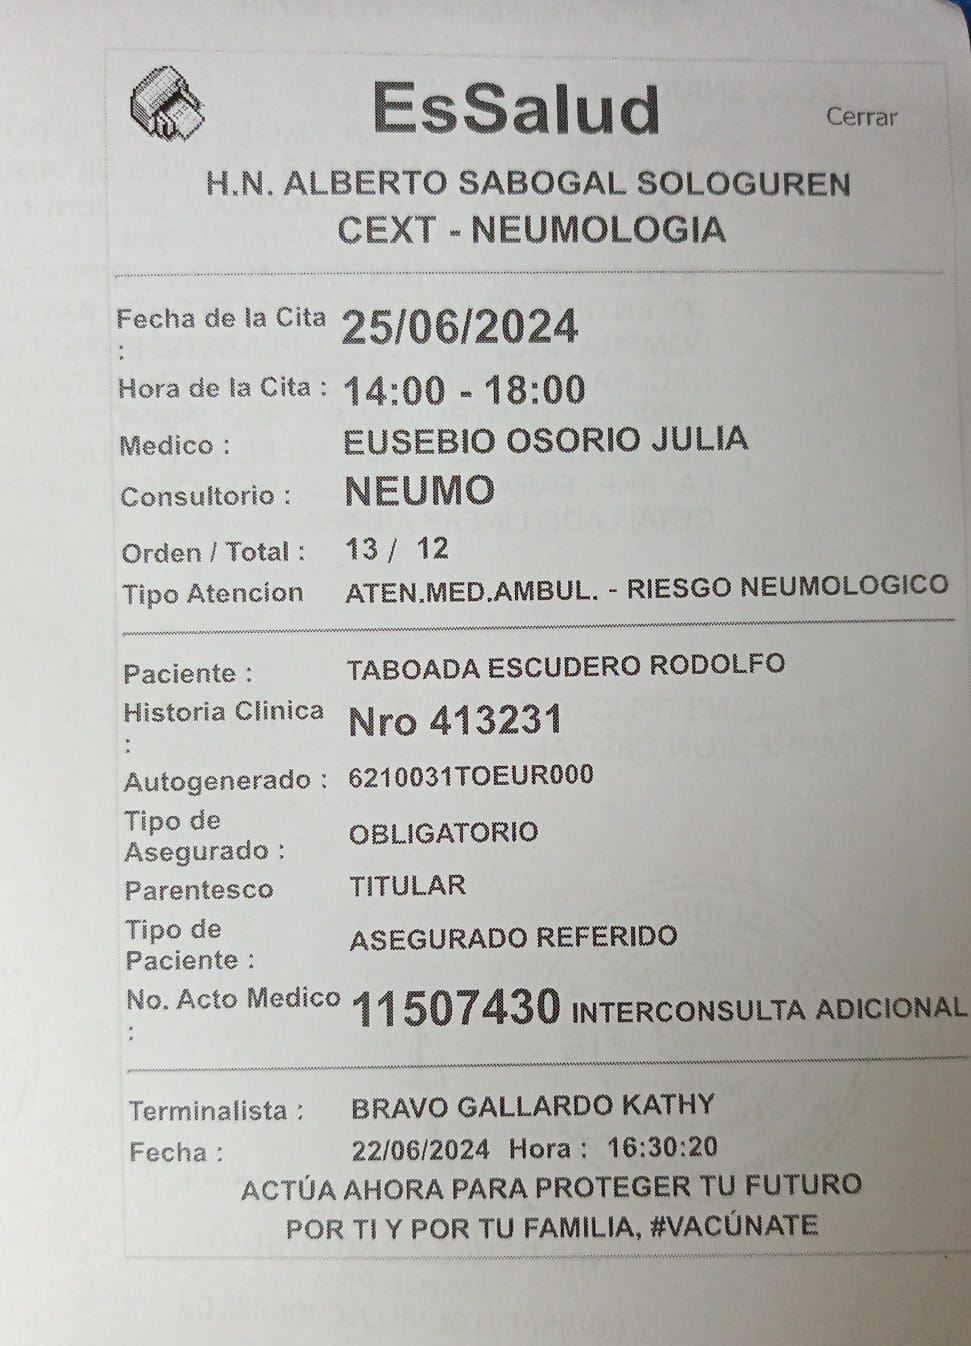 EsSalud
Cerrar
H.N. ALBERTO SABOGAL SOLOGUREN
CEXT - NEUMOLOGIA
Fecha de la Cita : 25/06/2024
Hora de la Cita : 14:00 - 18:00
Medico : EUSEBIO OSORIO JULIA
Consultorio : NEUMO
Orden / Total : 13 / 12
Tipo Atencion ATEN.MED.AMBUL. - RIESGO NEUMOLOGICO
Paciente : TABOADA ESCUDERO RODOLFO
Historia Clinica : Nro 413231
Autogenerado : 6210031TOEUR000
Tipo de Asegurado : OBLIGATORIO
Parentesco TITULAR
Tipo de Paciente : ASEGURADO REFERIDO
No. Acto Medico : 11507430 INTERCONSULTA ADICIONAL
Terminalista : BRAVO GALLARDO KATHY
Fecha : 22/06/2024 Hora : 16:30:20
ACTÚA AHORA PARA PROTEGER TU FUTURO
POR TI Y POR TU FAMILIA, #VACÚNATE